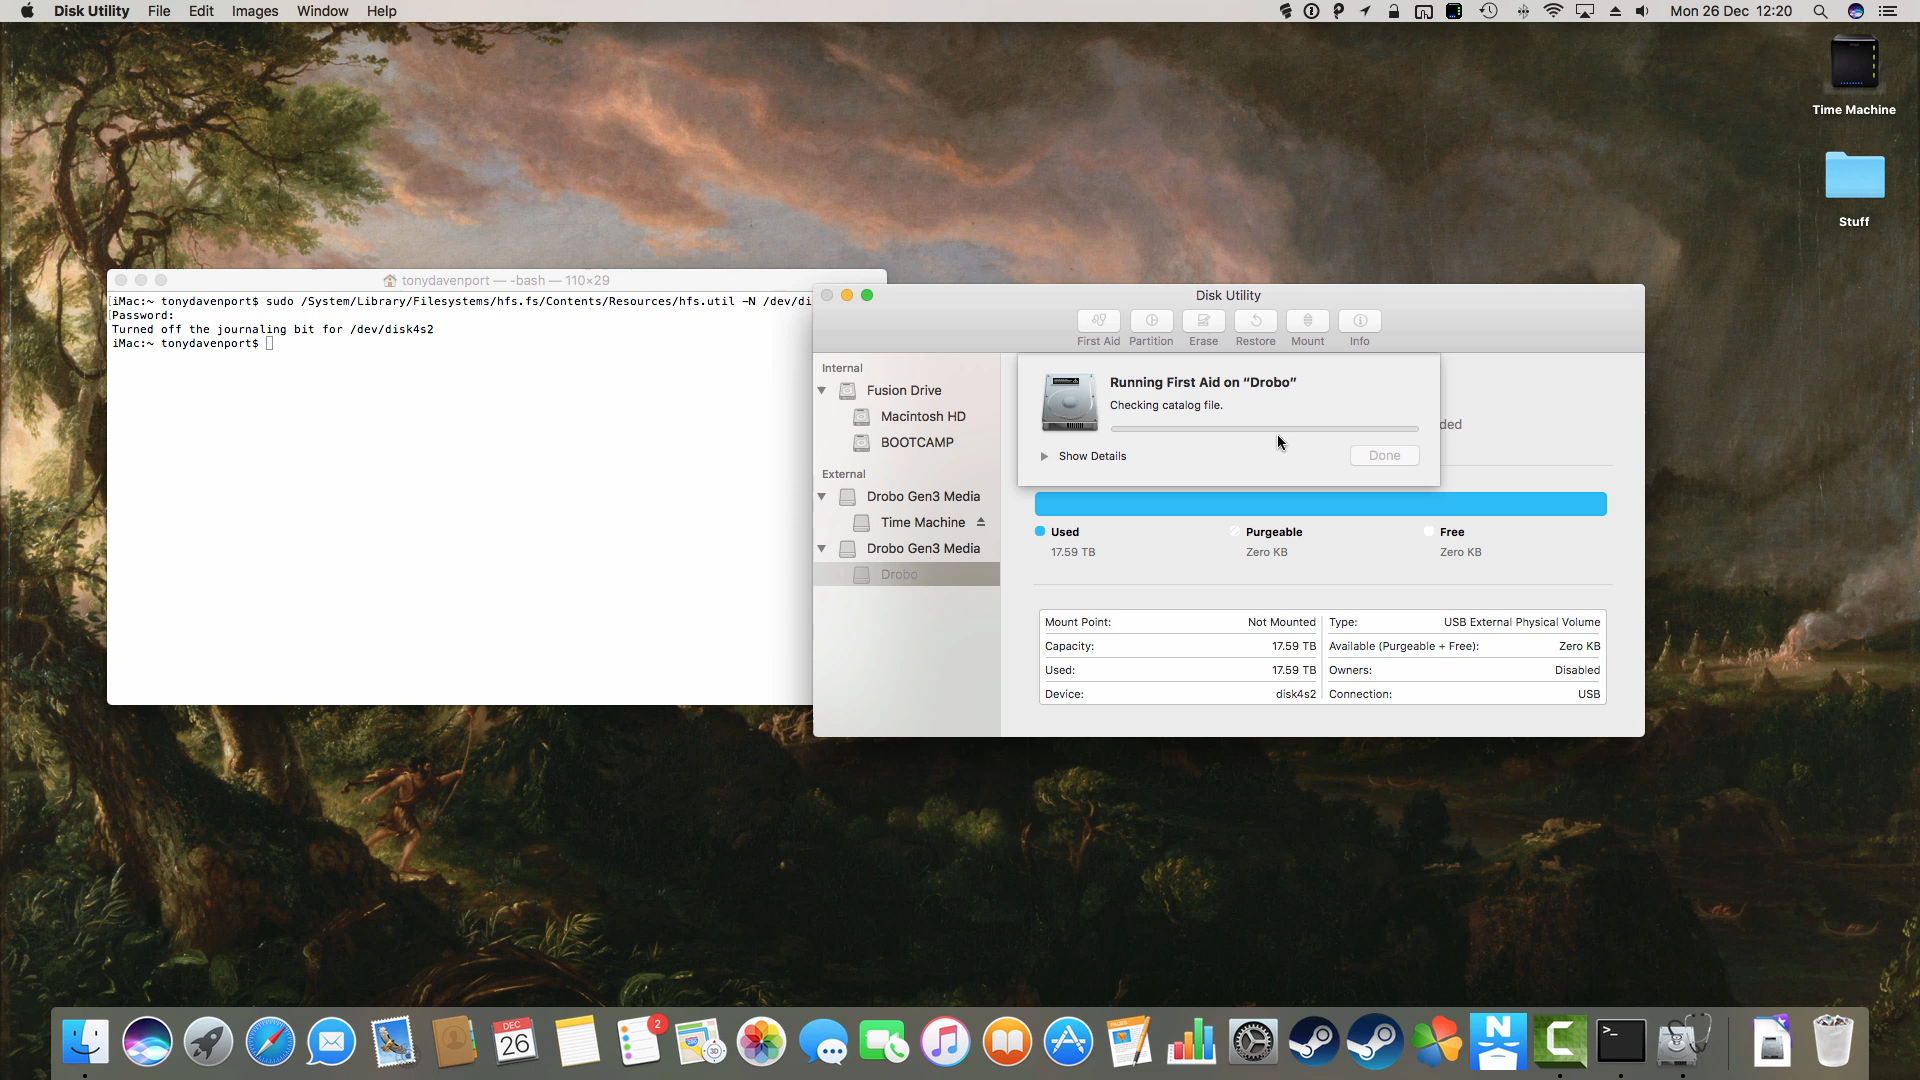 Disk Utility File Edit Images Window Help
Mon 26 Dec 12:20
Time Machine
Stuff
tonydavenport — -bash — 110×29
iMac:~ tonydavenport$ sudo /System/Library/Filesystems/hfs.fs/Contents/Resources/hfs.util -N /dev/di
Password:
Turned off the journaling bit for /dev/disk4s2
iMac:~ tonydavenport$
Disk Utility
First Aid Partition Erase Restore Mount Info
Internal
Fusion Drive
Macintosh HD
BOOTCAMP
External
Drobo Gen3 Media
Time Machine
Drobo Gen3 Media
Drobo
Running First Aid on “Drobo”
Checking catalog file.
ded
Show Details
Done
Used Purgeable Free
17.59 TB Zero KB Zero KB
Mount Point: Not Mounted Type: USB External Physical Volume
Capacity: 17.59 TB Available (Purgeable + Free): Zero KB
Used: 17.59 TB Owners: Disabled
Device: disk4s2 Connection: USB
DEC
26
2
3D
PAGES
N
C
>_